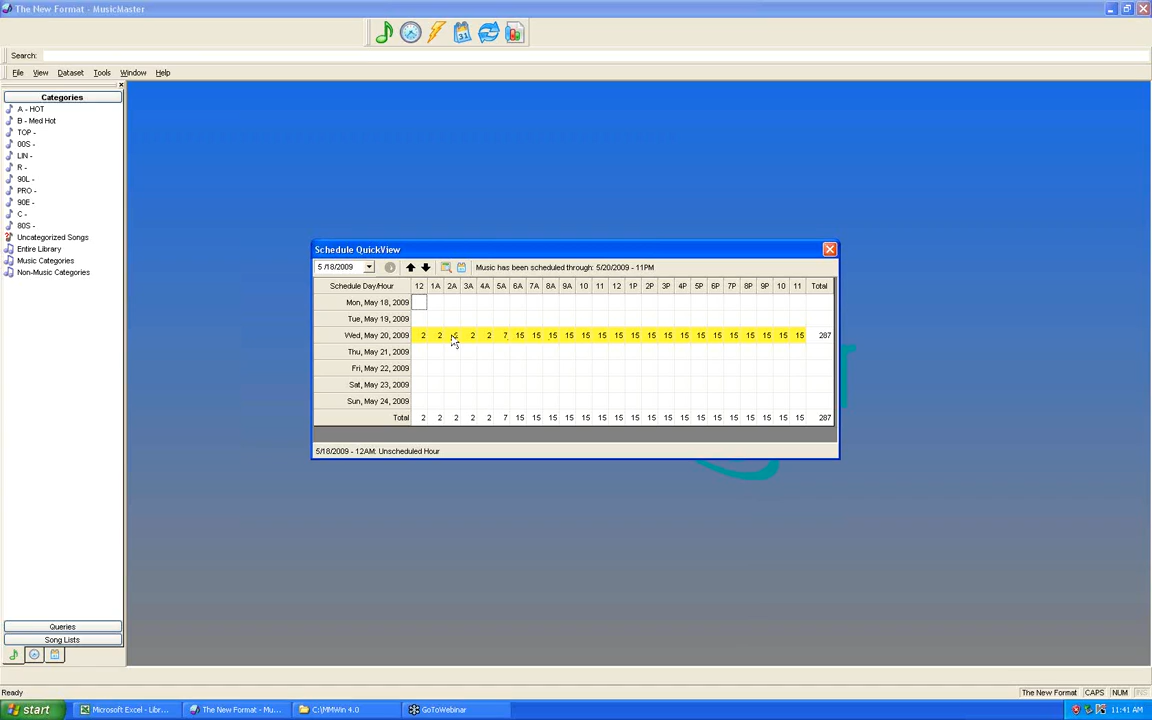 The New Format - MusicMaster
Search:
File View Dataset Tools Window Help
Categories
A - HOT
B - Med Hot
TOP -
00S -
LIN -
R -
90L -
PRO -
90E -
C -
80S -
Uncategorized Songs
Entire Library
Music Categories
Non-Music Categories
Queries
Song Lists
Schedule QuickView
5/18/2009 Music has been scheduled through: 5/20/2009 - 11PM
Schedule Day/Hour 12 1A 2A 3A 4A 5A 6A 7A 8A 9A 10 11 12 1P 2P 3P 4P 5P 6P 7P 8P 9P 10 11 Total
Mon, May 18, 2009
Tue, May 19, 2009
Wed, May 20, 2009 2 2 2 2 7 15 15 15 15 15 15 15 15 15 15 15 15 15 15 15 15 15 15 287
Thu, May 21, 2009
Fri, May 22, 2009
Sat, May 23, 2009
Sun, May 24, 2009
Total 2 2 2 2 2 7 15 15 15 15 15 15 15 15 15 15 15 15 15 15 15 15 15 15 287
5/18/2009 - 12AM: Unscheduled Hour
Ready The New Format CAPS NUM INS
start Microsoft Excel - Libr... The New Format - Mu... C:\MMWin 4.0 GoToWebinar 11:41 AM